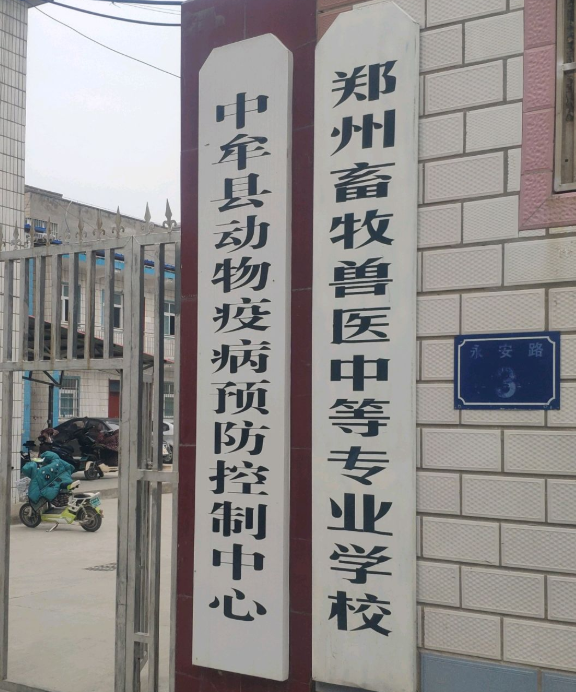 中牟县动物疫病预防控制中心
郑州畜牧兽医中等专业学校
永安路
3